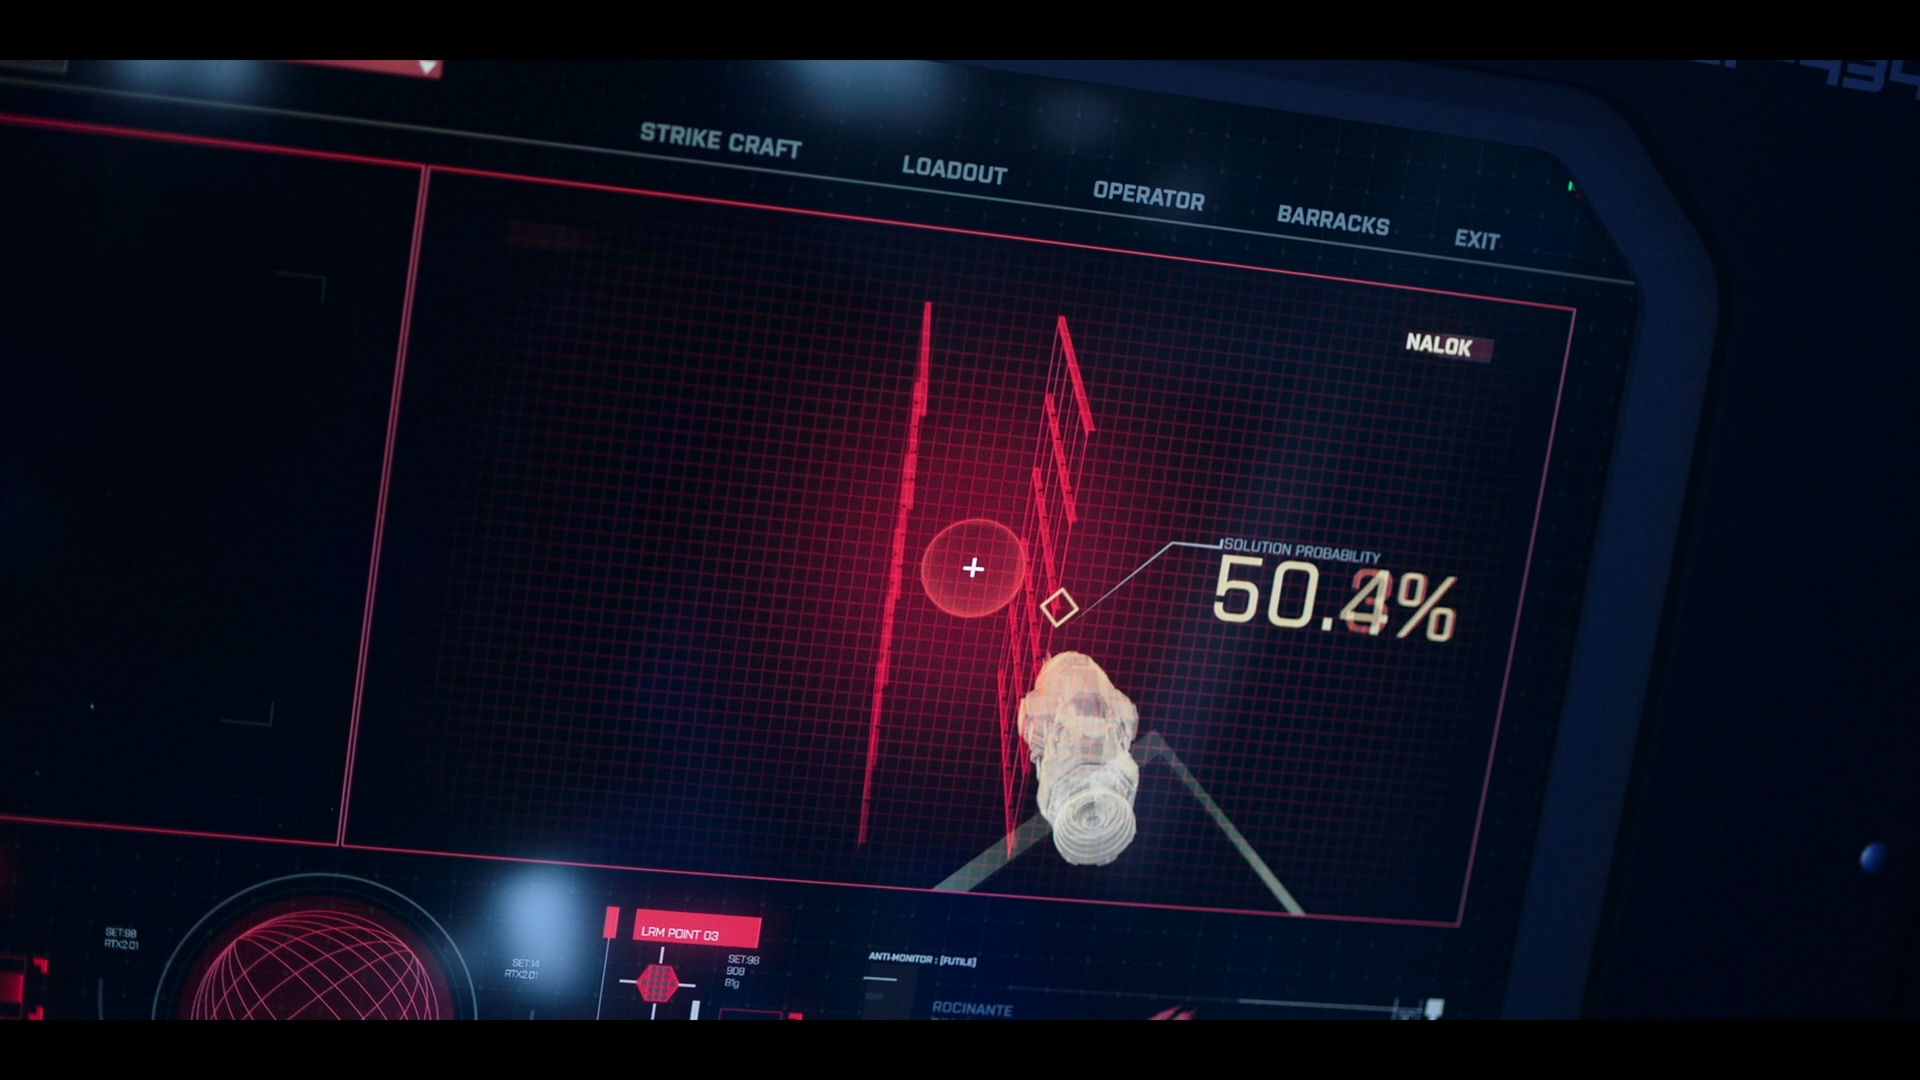 STRIKE CRAFT
LOADOUT
OPERATOR
BARRACKS
EXIT
NALOK
SOLUTION PROBABILITY
50.4%
SET:98
RTX2.01
SET:14
RTX2.01
LRM POINT 03
SET:98
908
81g
ANTI-MONITOR : [FUTILE]
ROCINANTE